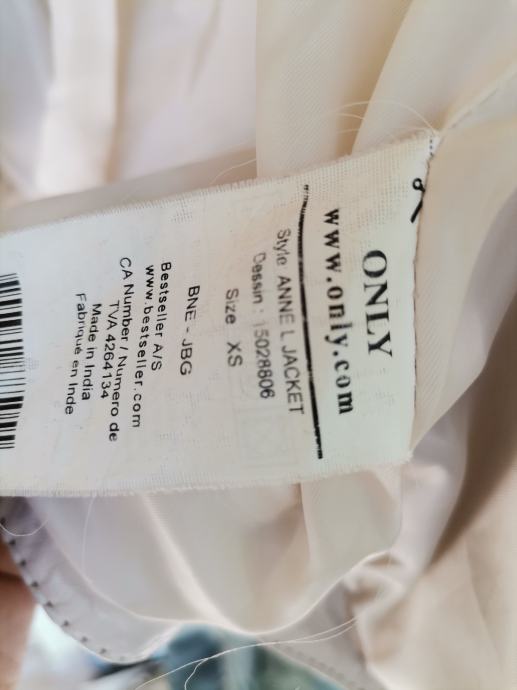 ONLY
www.only.com
Style ANNE L JACKET
Dessin : 15028806
Size XS
BNE - JBG
Bestseller A/S
www.bestseller.com
CA Number / Numero de
TVA 4264134
Made in India
Fabriqué en Inde